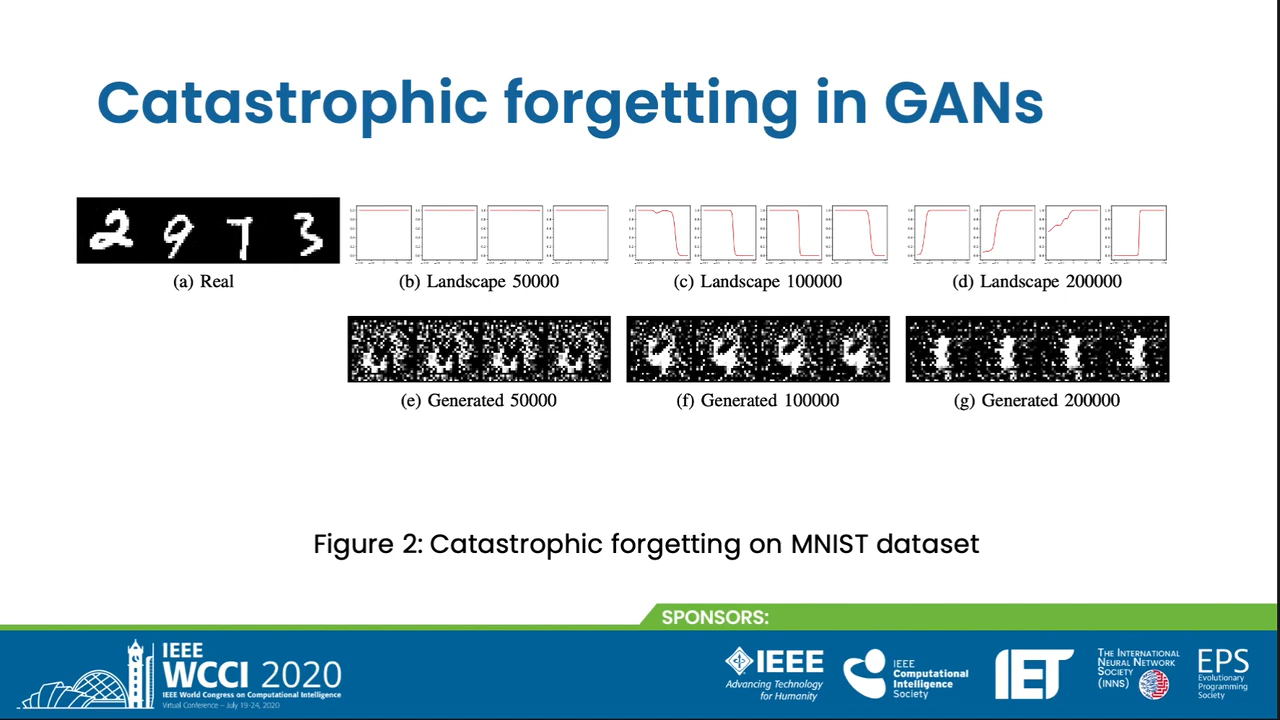 Catastrophic forgetting in GANs
(a) Real
(b) Landscape 50000
(c) Landscape 100000
(d) Landscape 200000
(e) Generated 50000
(f) Generated 100000
(g) Generated 200000
Figure 2: Catastrophic forgetting on MNIST dataset
SPONSORS:
IEEE
WCCI 2020
IEEE World Congress on Computational Intelligence
Virtual Conference – July 19-24, 2020
IEEE
Advancing Technology
for Humanity
IEEE
Computational
Intelligence
Society
IET
THE INTERNATIONAL
NEURAL NETWORK
SOCIETY
(INNS)
EPS
Evolutionary
Programming
Society